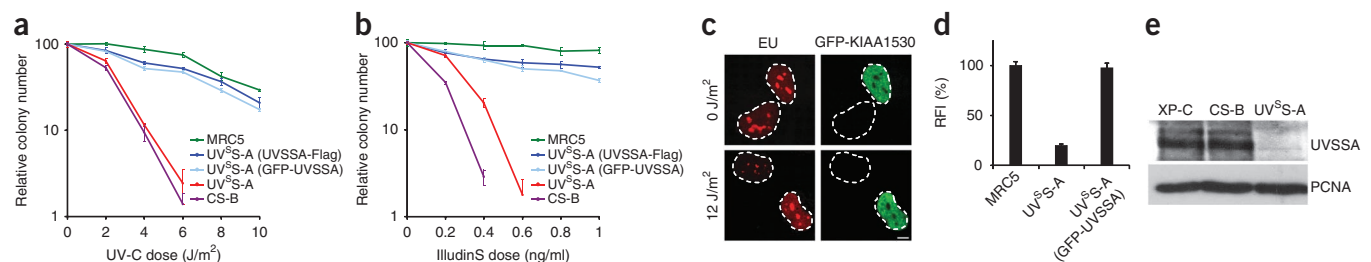 a
Relative colony number
100
10
1
0 2 4 6 8 10
UV-C dose (J/m²)
MRC5
UVˢS-A (UVSSA-Flag)
UVˢS-A (GFP-UVSSA)
UVˢS-A
CS-B
b
Relative colony number
100
10
1
0 0.2 0.4 0.6 0.8 1
IlludinS dose (ng/ml)
MRC5
UVˢS-A (UVSSA-Flag)
UVˢS-A (GFP-UVSSA)
UVˢS-A
CS-B
c
EU GFP-KIAA1530
0 J/m²
12 J/m²
d
RFI (%)
100
50
0
MRC5
UVˢS-A
UVˢS-A
(GFP-UVSSA)
e
XP-C CS-B UVˢS-A
UVSSA
PCNA